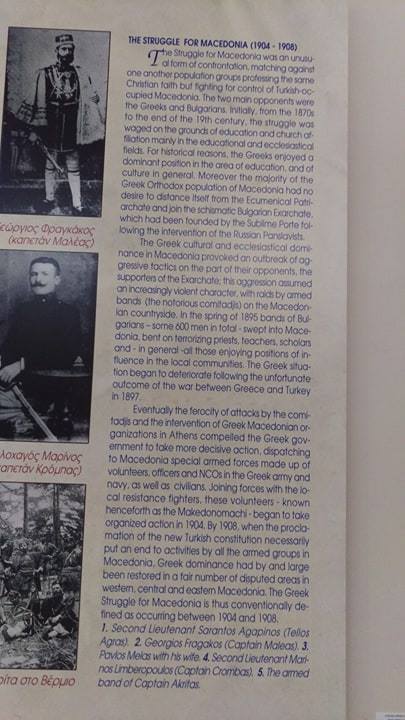 THE STRUGGLE FOR MACEDONIA (1904 - 1908)
The Struggle for Macedonia was an unusu-
al form of confrontation, matching against
one another population groups professing the same
Christian faith but fighting for control of Turkish-oc-
cupied Macedonia. The two main opponents were
the Greeks and Bulgarians. Initially, from the 1870s
to the end of the 19th century, the struggle was
waged on the grounds of education and church af-
filiation mainly in the educational and ecclesiastical
fields. For historical reasons, the Greeks enjoyed a
dominant position in the area of education, and of
culture in general. Moreover the majority of the
Greek Orthodox population of Macedonia had no
desire to distance itself from the Ecumenical Patri-
archate and join the schismatic Bulgarian Exarchate,
which had been founded by the Sublime Porte fol-
lowing the intervention of the Russian Panslavists.
The Greek cultural and ecclesiastical domi-
nance in Macedonia provoked an outbreak of ag-
gressive tactics on the part of their opponents, the
supporters of the Exarchate; this aggression assumed
an increasingly violent character, with raids by armed
bands (the notorious comitadjis) on the Macedon-
ian countryside. In the spring of 1895 bands of Bul-
garians – some 600 men in total - swept into Mace-
donia, bent on terrorizing priests, teachers, scholars
and - in general -all those enjoying positions of in-
fluence in the local communities. The Greek situa-
tion began to deteriorate following the unfortunate
outcome of the war between Greece and Turkey
in 1897.
Eventually the ferocity of attacks by the comi-
tadjis and the intervention of Greek Macedonian or-
ganizations in Athens compelled the Greek gov-
ernment to take more decisive action, dispatching
to Macedonia special armed forces made up of
volunteers, officers and NCOs in the Greek army and
navy, as well as civilians. Joining forces with the lo-
cal resistance fighters, these volunteers - known
henceforth as the Makedonomachi - began to take
organized action in 1904. By 1908, when the procla-
mation of the new Turkish constitution necessarily
put an end to activities by all the armed groups in
Macedonia, Greek dominance had by and large
been restored in a fair number of disputed areas in
western, central and eastern Macedonia. The Greek
Struggle for Macedonia is thus conventionally de-
fined as occurring between 1904 and 1908.
1. Second Lieutenant Sarantos Agapinos (Tellos
Agras). 2. Georgios Fragakos (Captain Maleas). 3.
Pavlos Melas with his wife. 4. Second Lieutenant Mari-
nos Limberopoulos (Captain Crombas). 5. The armed
band of Captain Akritas.
εώργιος Φραγκάκος
(καπετάν Μαλέας)
λοχαγός Μαρίνος
καπετάν Κρόμπας)
ρίτα στο Βέρμιο